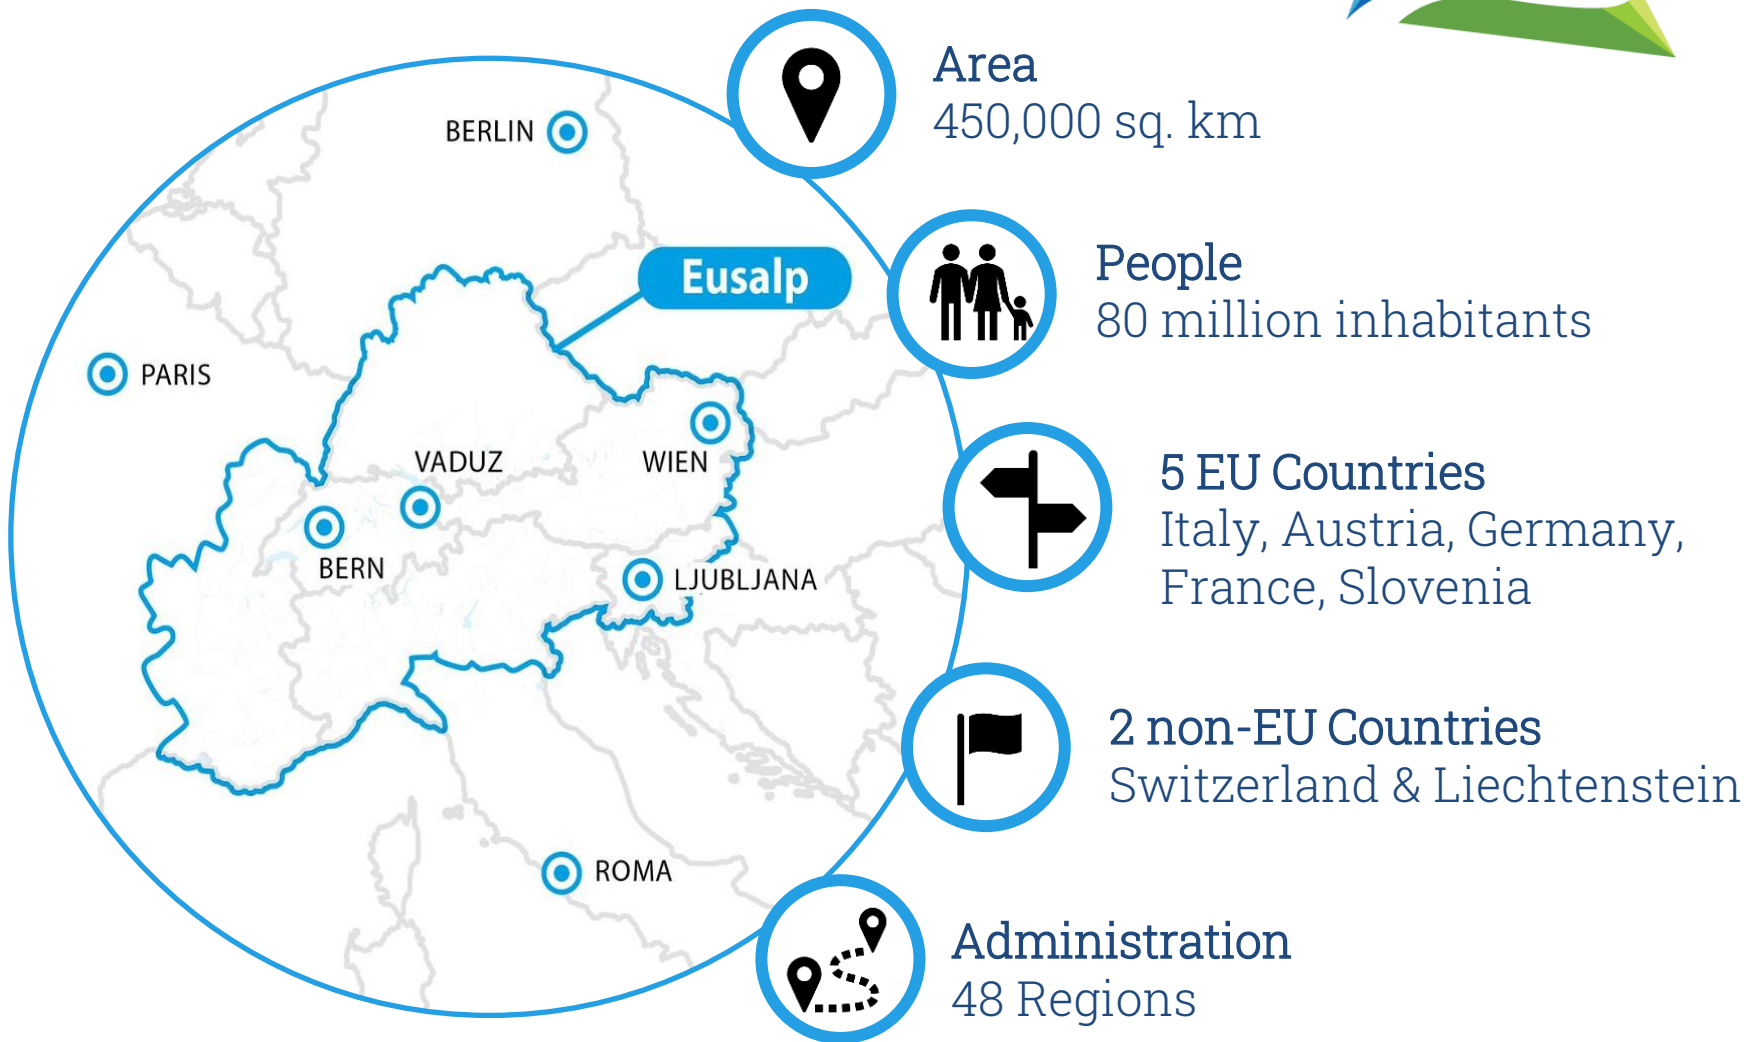 BERLIN
Eusalp
PARIS
VADUZ
WIEN
BERN
LJUBLJANA
ROMA
Area
450,000 sq. km
People
80 million inhabitants
5 EU Countries
Italy, Austria, Germany,
France, Slovenia
2 non-EU Countries
Switzerland & Liechtenstein
Administration
48 Regions